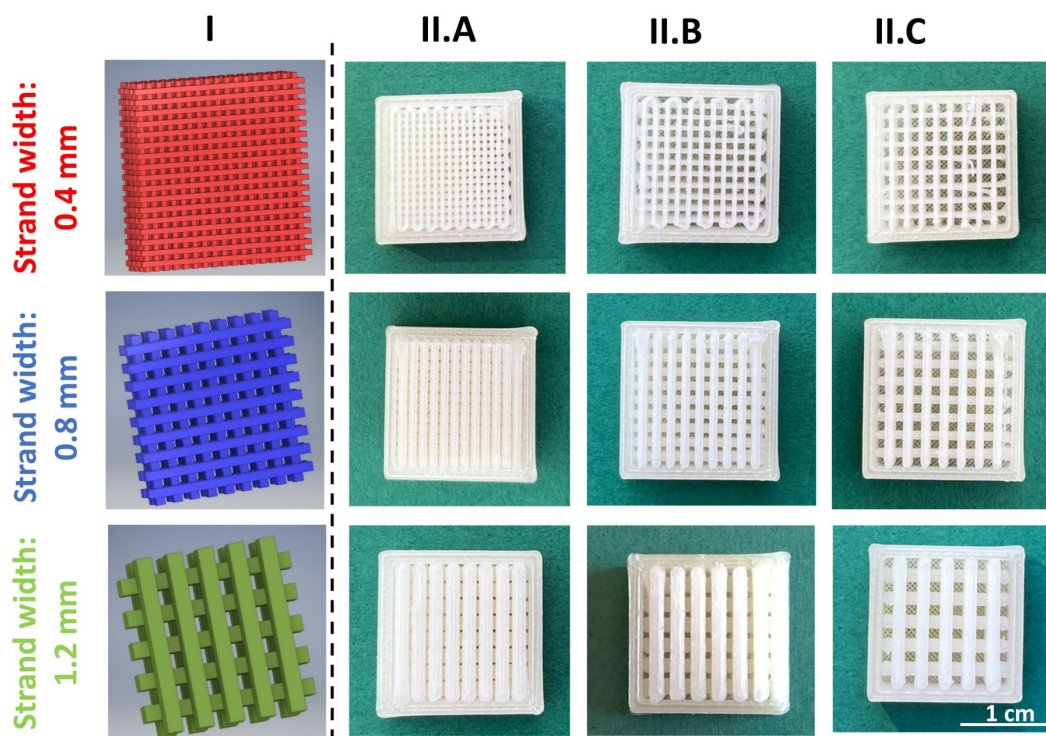 I
II.A
II.B
II.C
Strand width:
0.4 mm
Strand width:
0.8 mm
Strand width:
1.2 mm
1 cm